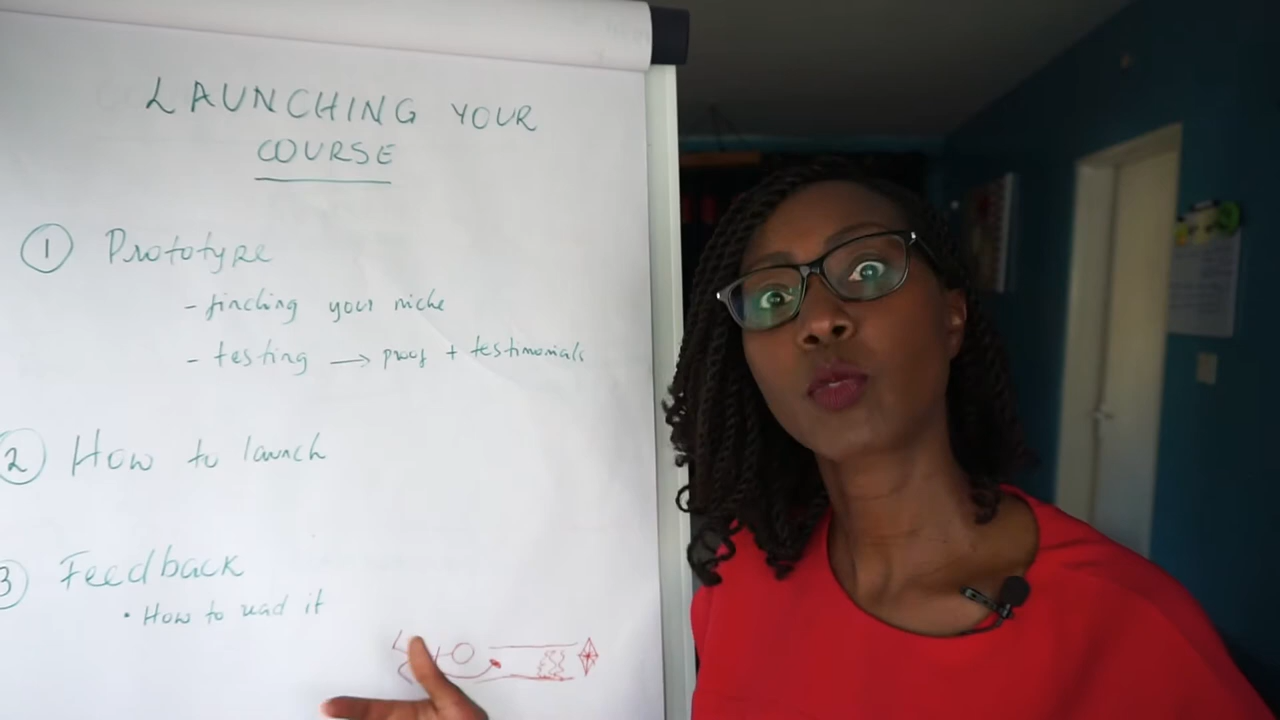 LAUNCHING YOUR
COURSE
1 Prototype
- finding your niche
- testing → proof + testimonials
2 How to launch
3 Feedback
• How to read it